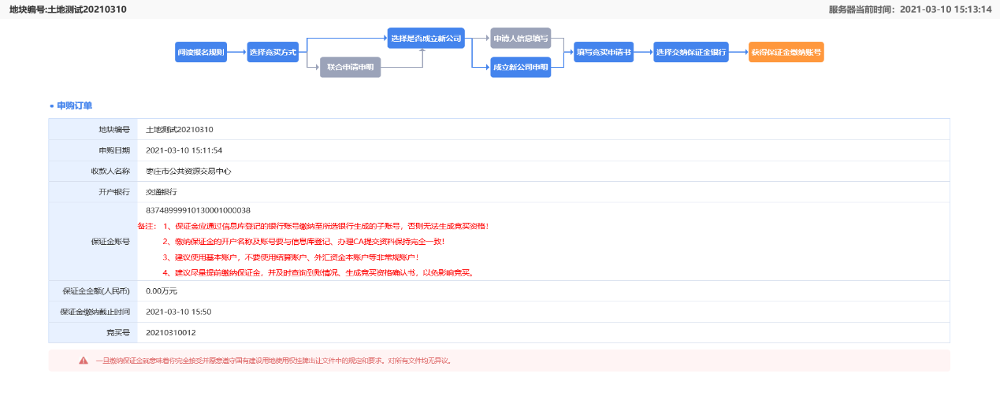 地块编号:土地测试20210310
服务器当前时间：2021-03-10 15:13:14
阅读报名规则
选择竞买方式
联合申请申明
选择是否成立新公司
申请人信息填写
成立新公司申明
填写竞买申请书
选择交纳保证金银行
获得保证金缴纳账号
申购订单
地块编号 土地测试20210310
申购日期 2021-03-10 15:11:54
收款人名称 枣庄市公共资源交易中心
开户银行 交通银行
保证金账号 83748999910130001000038
备注： 1、保证金应通过信息库登记的银行账号缴纳至所选银行生成的子账号，否则无法生成竞买资格！
2、缴纳保证金的开户名称及账号要与信息库登记、办理CA提交资料保持完全一致！
3、建议使用基本账户，不要使用结算账户、外汇资金本账户等非常规账户！
4、建议尽量提前缴纳保证金，并及时查询到账情况、生成竞买资格确认书，以免影响竞买。
保证金金额(人民币) 0.00万元
保证金缴纳截止时间 2021-03-10 15:50
竞买号 20210310012
一旦缴纳保证金就意味着你完全接受并愿意遵守国有建设用地使用权挂牌出让文件中的规定和要求。对所有文件均无异议。